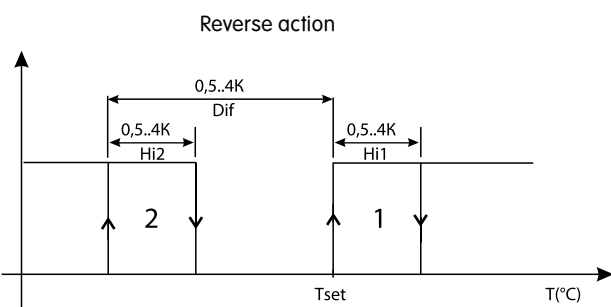 Reverse action
0,5..4K
Dif
0,5..4K
Hi2
0,5..4K
Hi1
2
1
Tset
T(°C)